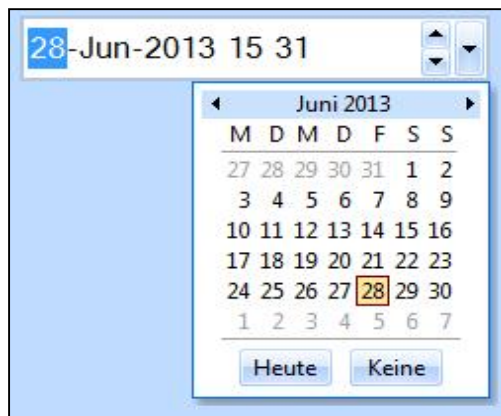 28-Jun-2013 15 31
Juni 2013
M D M D F S S
27 28 29 30 31 1 2
3 4 5 6 7 8 9
10 11 12 13 14 15 16
17 18 19 20 21 22 23
24 25 26 27 28 29 30
1 2 3 4 5 6 7
Heute Keine